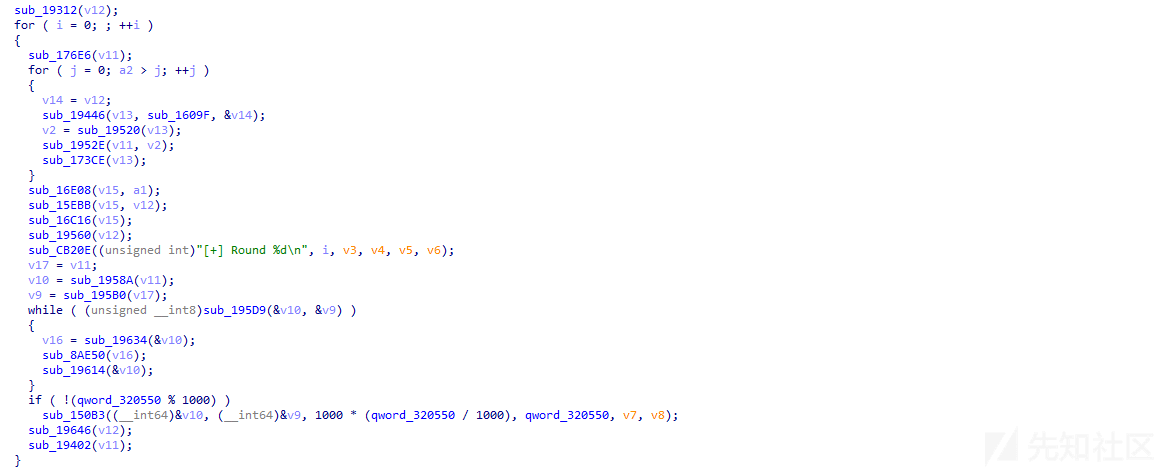 sub_19312(v12);
for ( i = 0; ; ++i )
{
sub_176E6(v11);
for ( j = 0; a2 > j; ++j )
{
v14 = v12;
sub_19446(v13, sub_1609F, &v14);
v2 = sub_19520(v13);
sub_1952E(v11, v2);
sub_173CE(v13);
}
sub_16E08(v15, a1);
sub_15EBB(v15, v12);
sub_16C16(v15);
sub_19560(v12);
sub_CB20E((unsigned int)"[+] Round %d\n", i, v3, v4, v5, v6);
v17 = v11;
v10 = sub_1958A(v11);
v9 = sub_195B0(v17);
while ( (unsigned __int8)sub_195D9(&v10, &v9) )
{
v16 = sub_19634(&v10);
sub_8AE50(v16);
sub_19614(&v10);
}
if ( !(qword_320550 % 1000) )
sub_150B3((__int64)&v10, (__int64)&v9, 1000 * (qword_320550 / 1000), qword_320550, v7, v8);
sub_19646(v12);
sub_19402(v11);
}
先知社区